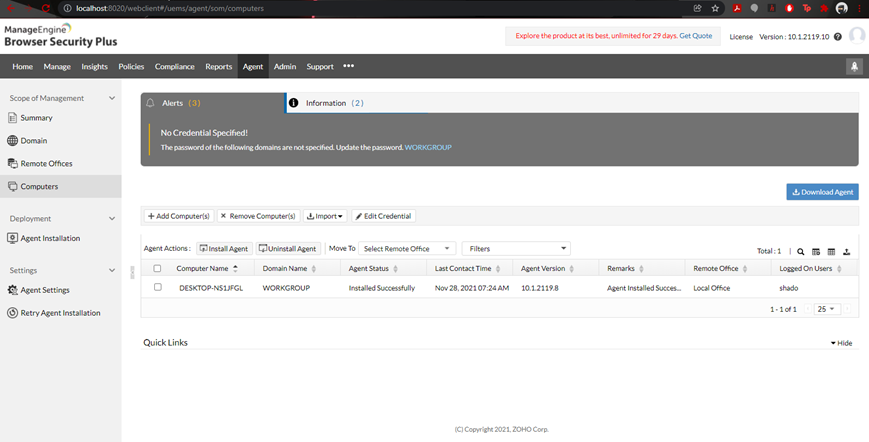 localhost:8020/webclient#/uems/agent/som/computers
ManageEngine
Browser Security Plus
Explore the product at its best, unlimited for 29 days. Get Quote
License
Version : 10.1.2119.10
Home
Manage
Insights
Policies
Compliance
Reports
Agent
Admin
Support
•••
Scope of Management
Summary
Domain
Remote Offices
Computers
Deployment
Agent Installation
Settings
Agent Settings
Retry Agent Installation
Alerts (3)
Information (2)
No Credential Specified!
The password of the following domains are not specified. Update the password. WORKGROUP
Download Agent
+ Add Computer(s)
Remove Computer(s)
Import
Edit Credential
Agent Actions :
Install Agent
Uninstall Agent
Move To
Select Remote Office
Filters
Total : 1
Computer Name
Domain Name
Agent Status
Last Contact Time
Agent Version
Remarks
Remote Office
Logged On Users
DESKTOP-NS1JFGL
WORKGROUP
Installed Successfully
Nov 28, 2021 07:24 AM
10.1.2119.8
Agent Installed Succes...
Local Office
shado
1 - 1 of 1
25
Quick Links
Hide
(C) Copyright 2021, ZOHO Corp.